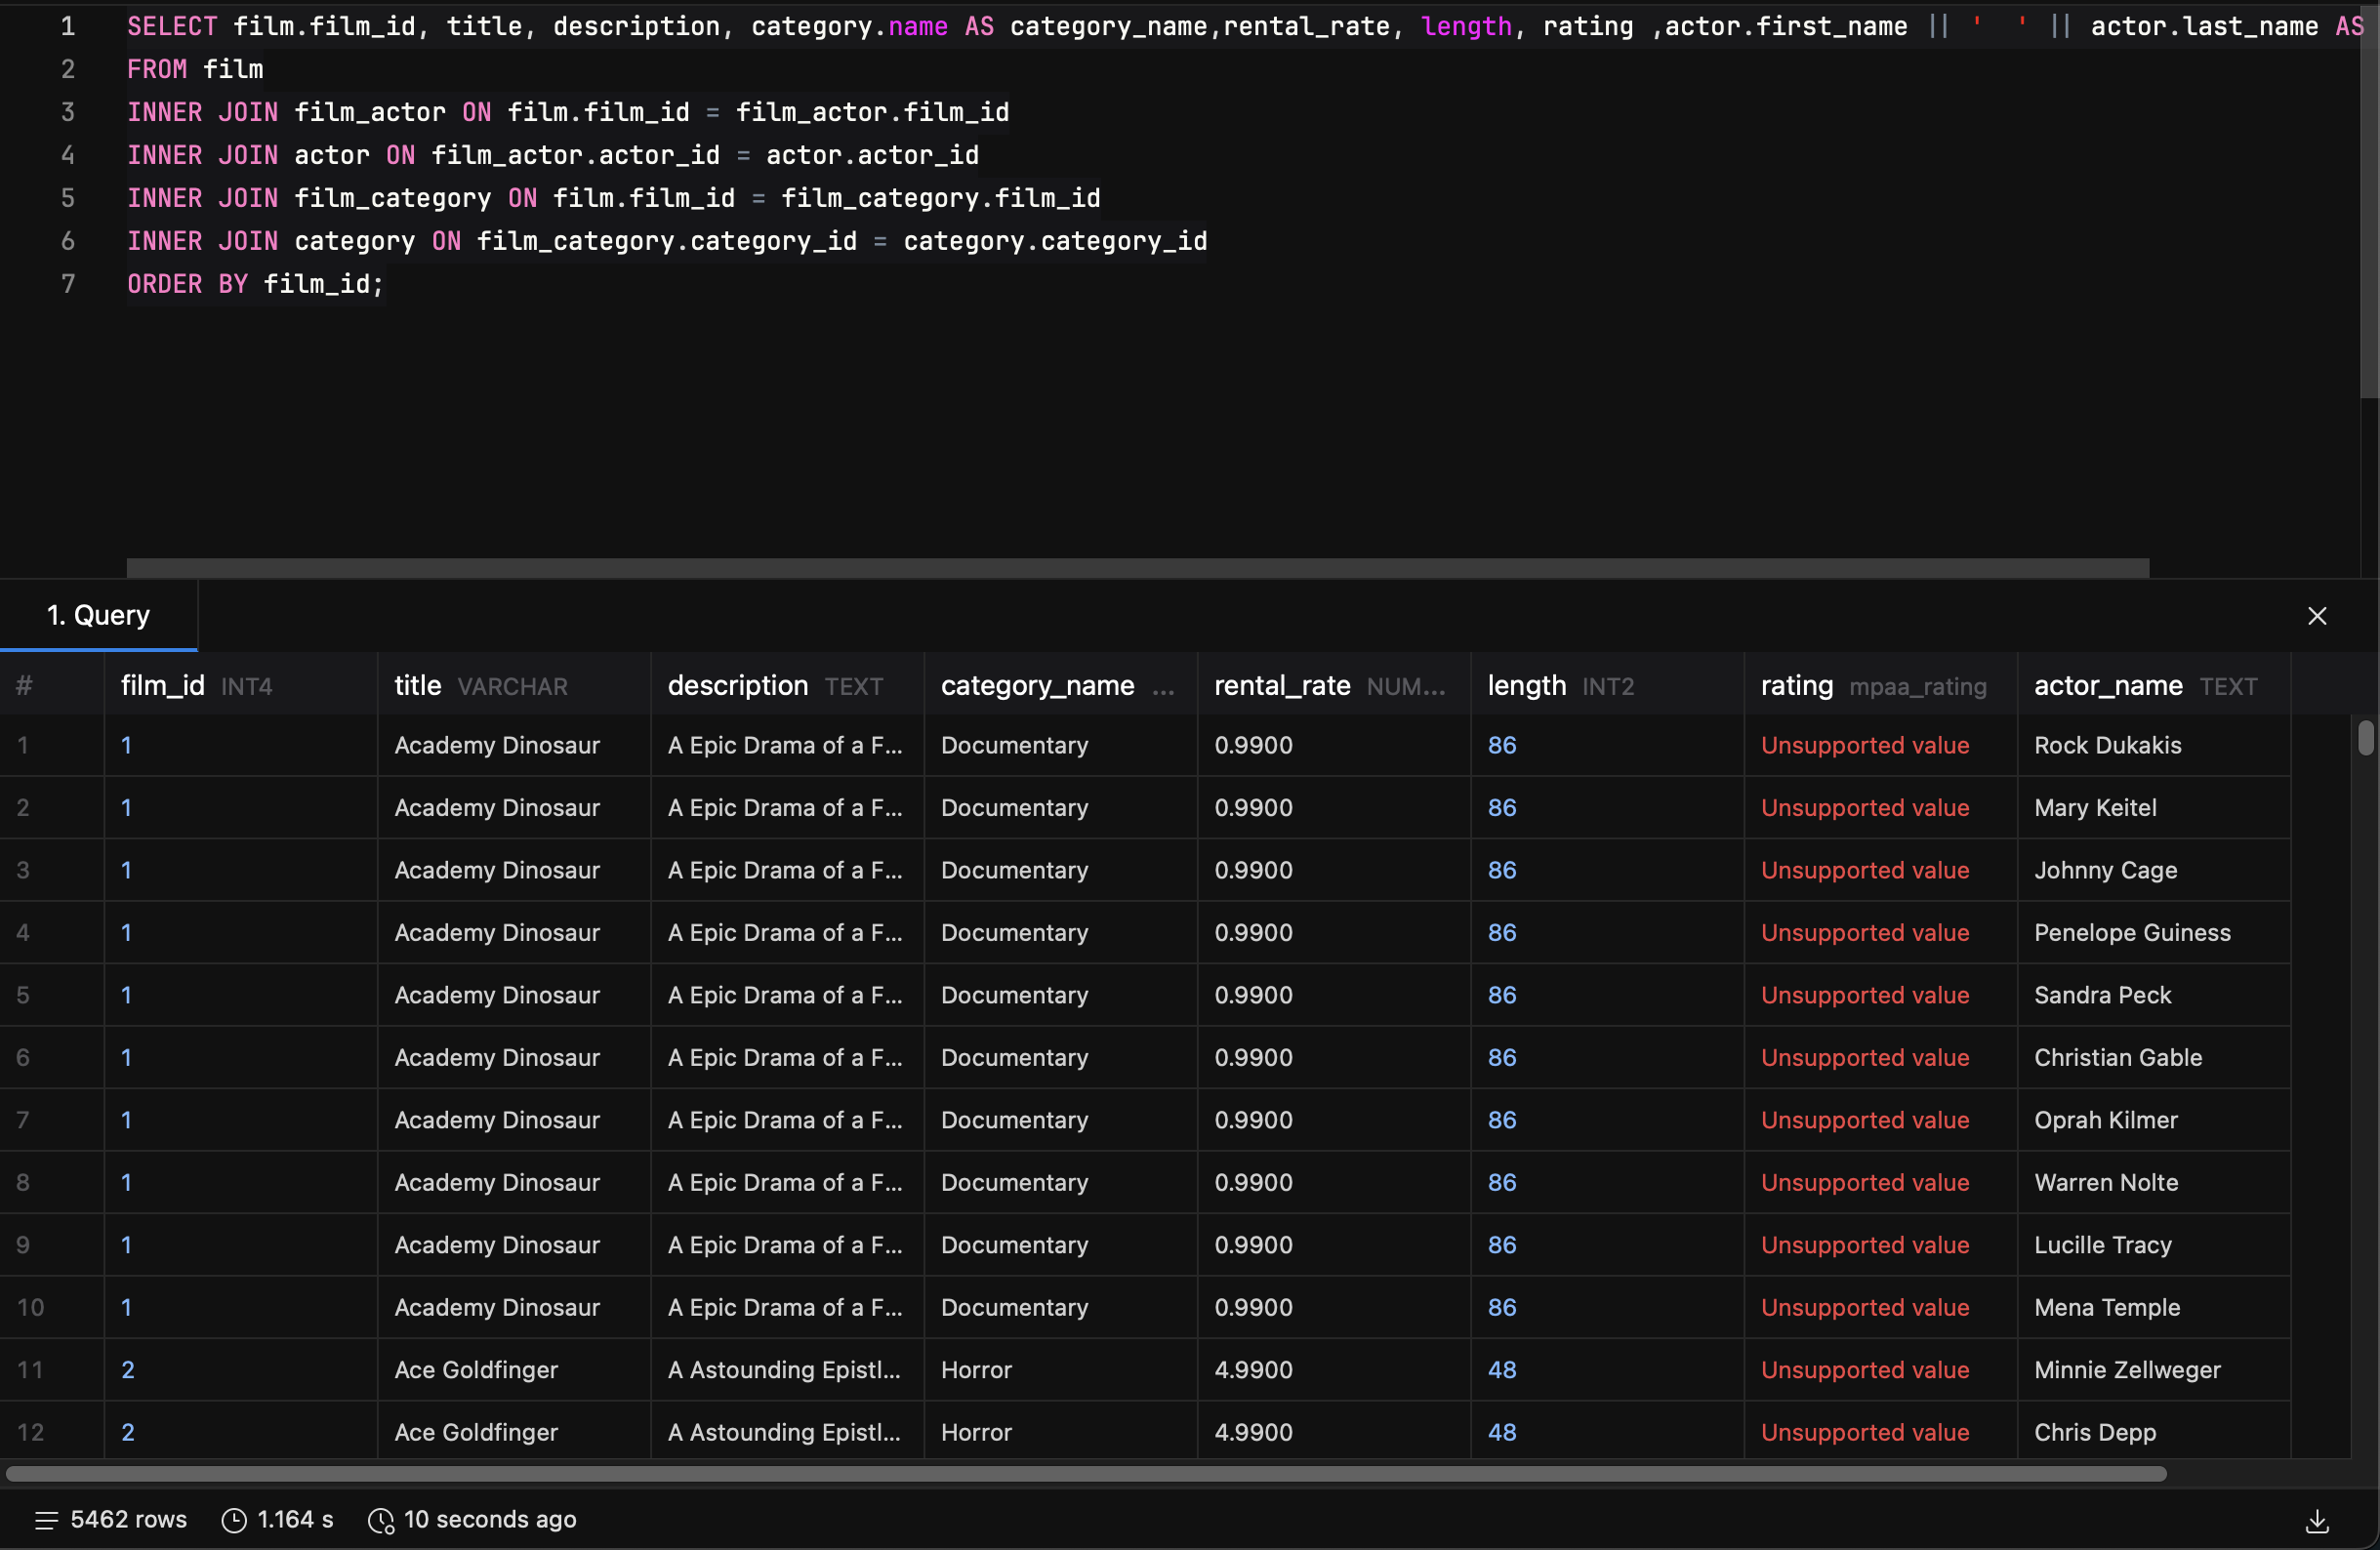 1 SELECT film.film_id, title, description, category.name AS category_name,rental_rate, length, rating ,actor.first_name || '  ' || actor.last_name AS
2 FROM film
3 INNER JOIN film_actor ON film.film_id = film_actor.film_id
4 INNER JOIN actor ON film_actor.actor_id = actor.actor_id
5 INNER JOIN film_category ON film.film_id = film_category.film_id
6 INNER JOIN category ON film_category.category_id = category.category_id
7 ORDER BY film_id;
1. Query
# film_id INT4 title VARCHAR description TEXT category_name ... rental_rate NUM... length INT2 rating mpaa_rating actor_name TEXT
1 1 Academy Dinosaur A Epic Drama of a F... Documentary 0.9900 86 Unsupported value Rock Dukakis
2 1 Academy Dinosaur A Epic Drama of a F... Documentary 0.9900 86 Unsupported value Mary Keitel
3 1 Academy Dinosaur A Epic Drama of a F... Documentary 0.9900 86 Unsupported value Johnny Cage
4 1 Academy Dinosaur A Epic Drama of a F... Documentary 0.9900 86 Unsupported value Penelope Guiness
5 1 Academy Dinosaur A Epic Drama of a F... Documentary 0.9900 86 Unsupported value Sandra Peck
6 1 Academy Dinosaur A Epic Drama of a F... Documentary 0.9900 86 Unsupported value Christian Gable
7 1 Academy Dinosaur A Epic Drama of a F... Documentary 0.9900 86 Unsupported value Oprah Kilmer
8 1 Academy Dinosaur A Epic Drama of a F... Documentary 0.9900 86 Unsupported value Warren Nolte
9 1 Academy Dinosaur A Epic Drama of a F... Documentary 0.9900 86 Unsupported value Lucille Tracy
10 1 Academy Dinosaur A Epic Drama of a F... Documentary 0.9900 86 Unsupported value Mena Temple
11 2 Ace Goldfinger A Astounding Epistl... Horror 4.9900 48 Unsupported value Minnie Zellweger
12 2 Ace Goldfinger A Astounding Epistl... Horror 4.9900 48 Unsupported value Chris Depp
5462 rows 1.164 s 10 seconds ago